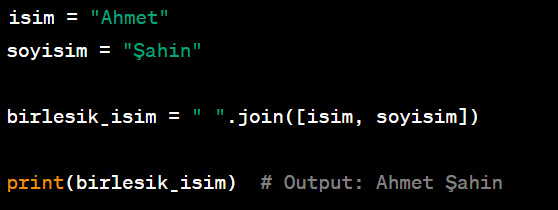 isim = "Ahmet"
soyisim = "Şahin"
birlesik_isim = " ".join([isim, soyisim])
print(birlesik_isim)  # Output: Ahmet Şahin